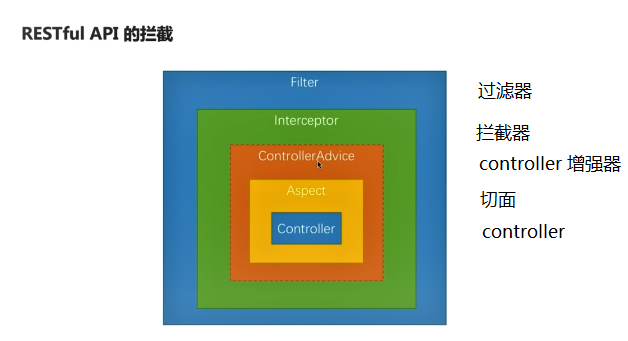 RESTful API 的拦截
Filter
过滤器
Interceptor
拦截器
ControllerAdvice
controller 增强器
Aspect
切面
Controller
controller